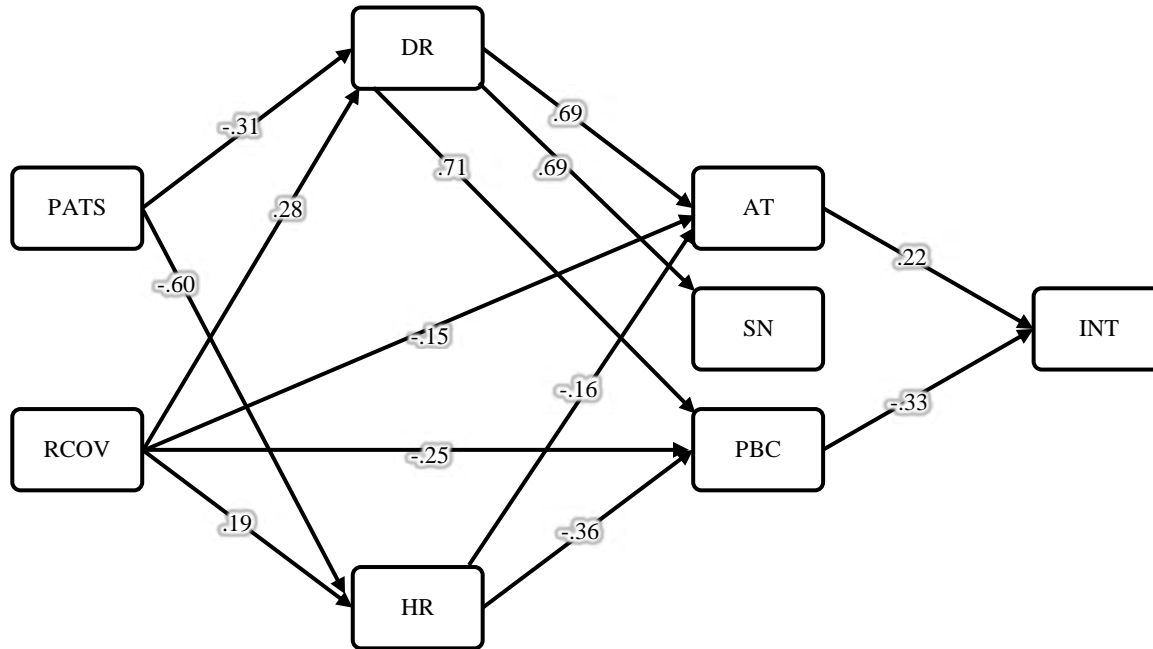 DR
-.31
.69
.71
.69
PATS
AT
.28
.22
-.60
SN
INT
-.15
-.16
-.33
RCOV
-.25
PBC
.19
-.36
HR